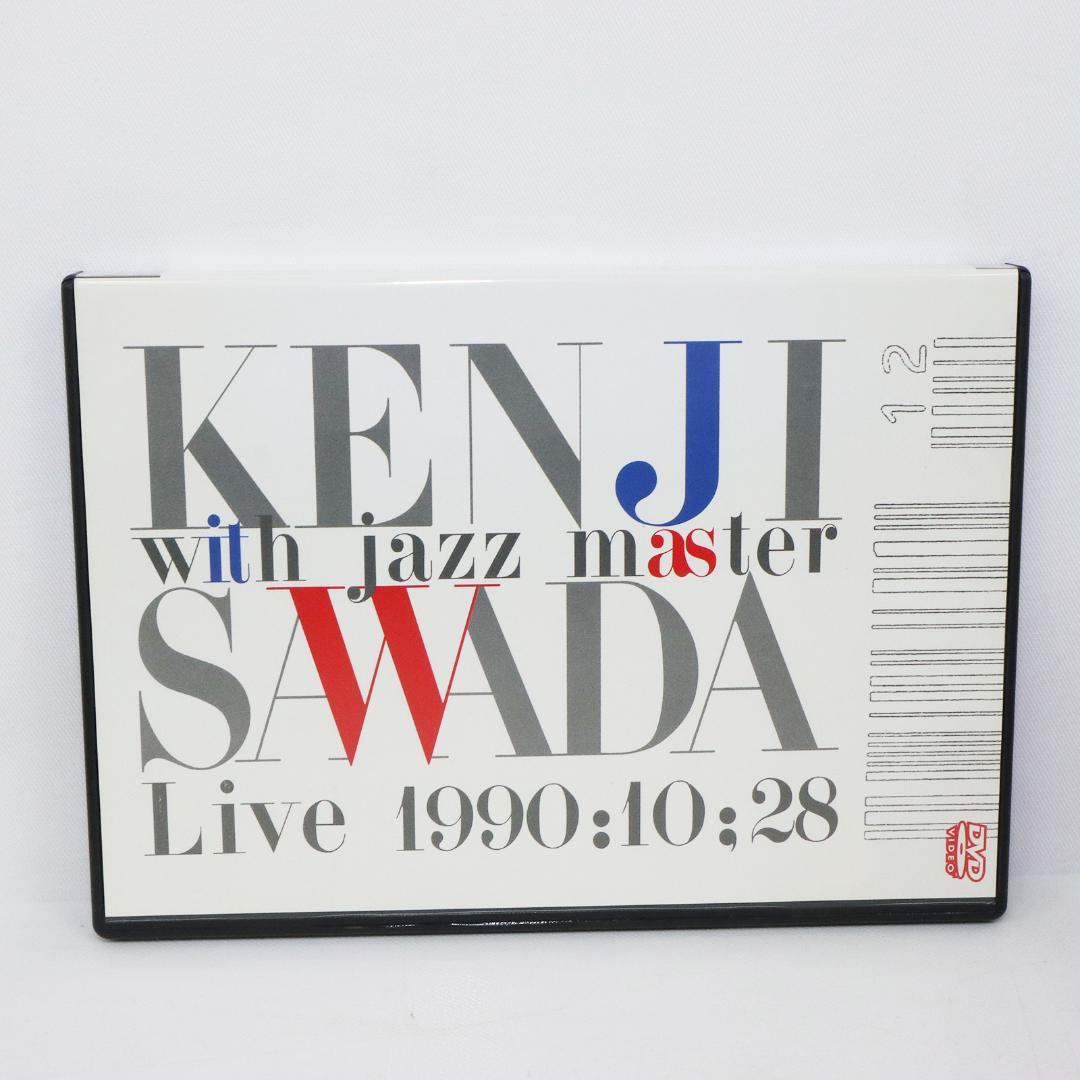 KENJI
with jazz master
SAWADA
Live 1990:10;28
12
DVD
VIDEO